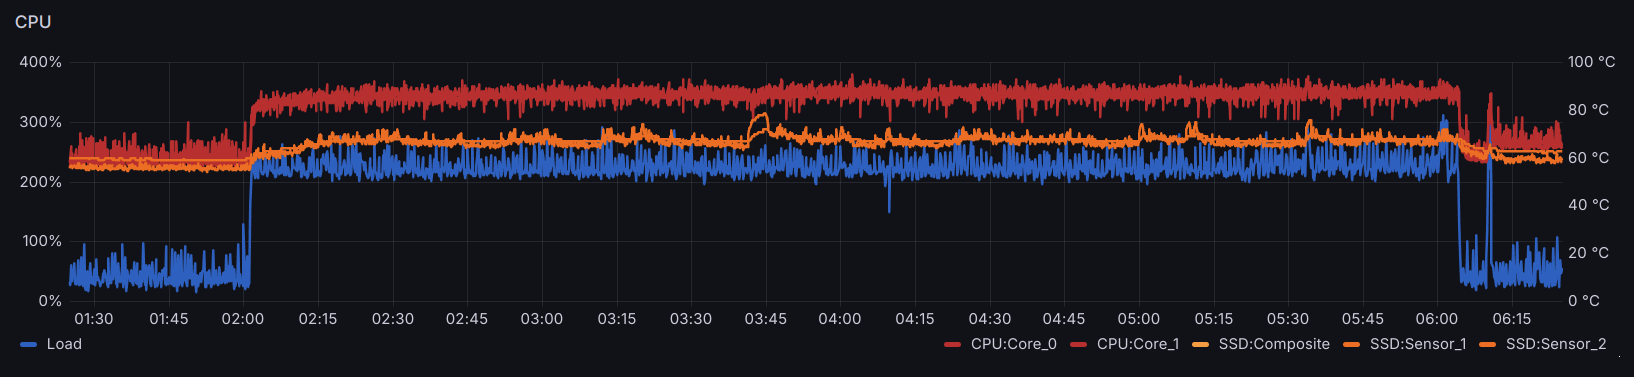 CPU
400% 100 °C
300% 80 °C
60 °C
200%
40 °C
100%
20 °C
0% 0 °C
01:30 01:45 02:00 02:15 02:30 02:45 03:00 03:15 03:30 03:45 04:00 04:15 04:30 04:45 05:00 05:15 05:30 05:45 06:00 06:15
Load CPU:Core_0 CPU:Core_1 SSD:Composite SSD:Sensor_1 SSD:Sensor_2